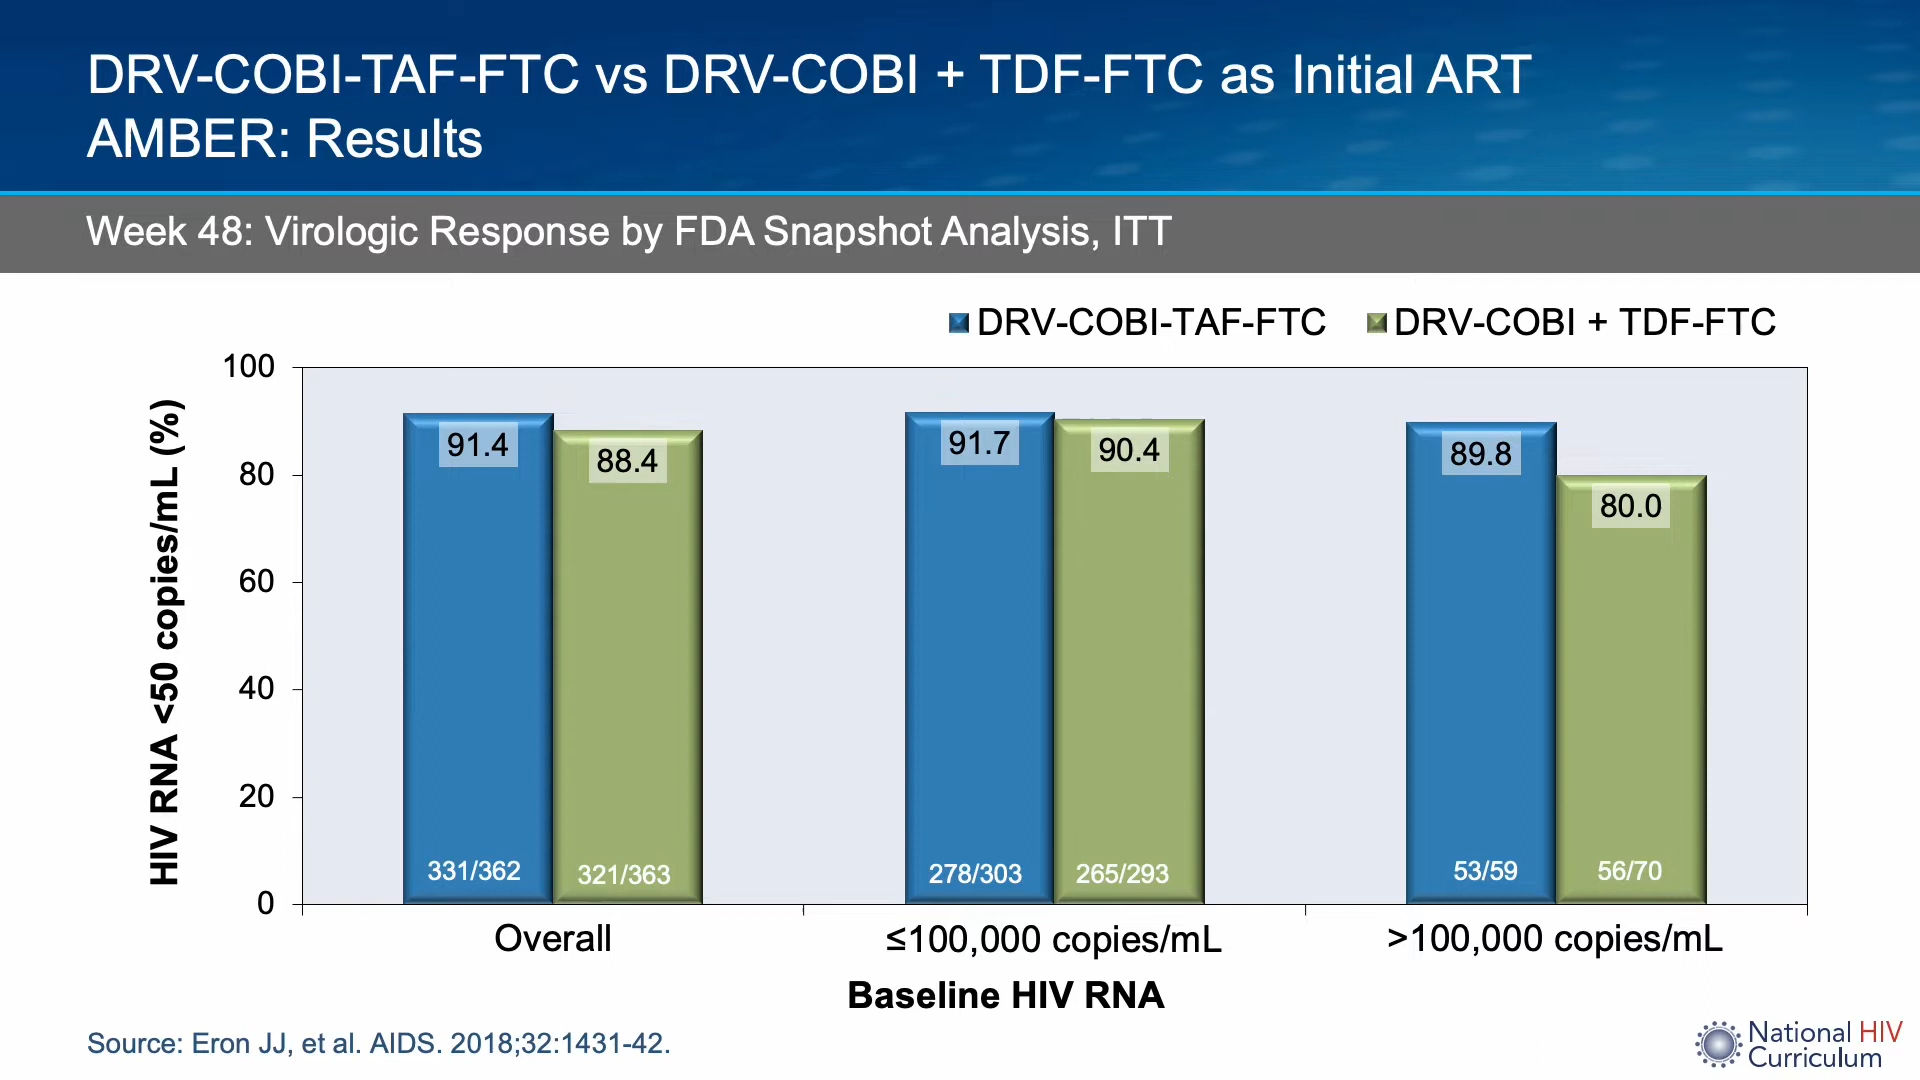 DRV-COBI-TAF-FTC vs DRV-COBI + TDF-FTC as Initial ART
AMBER: Results
Week 48: Virologic Response by FDA Snapshot Analysis, ITT
DRV-COBI-TAF-FTC
DRV-COBI + TDF-FTC
HIV RNA <50 copies/mL (%)
100
80
60
40
20
0
91.4
88.4
91.7
90.4
89.8
80.0
331/362
321/363
278/303
265/293
53/59
56/70
Overall
≤100,000 copies/mL
>100,000 copies/mL
Baseline HIV RNA
Source: Eron JJ, et al. AIDS. 2018;32:1431-42.
National HIV
Curriculum